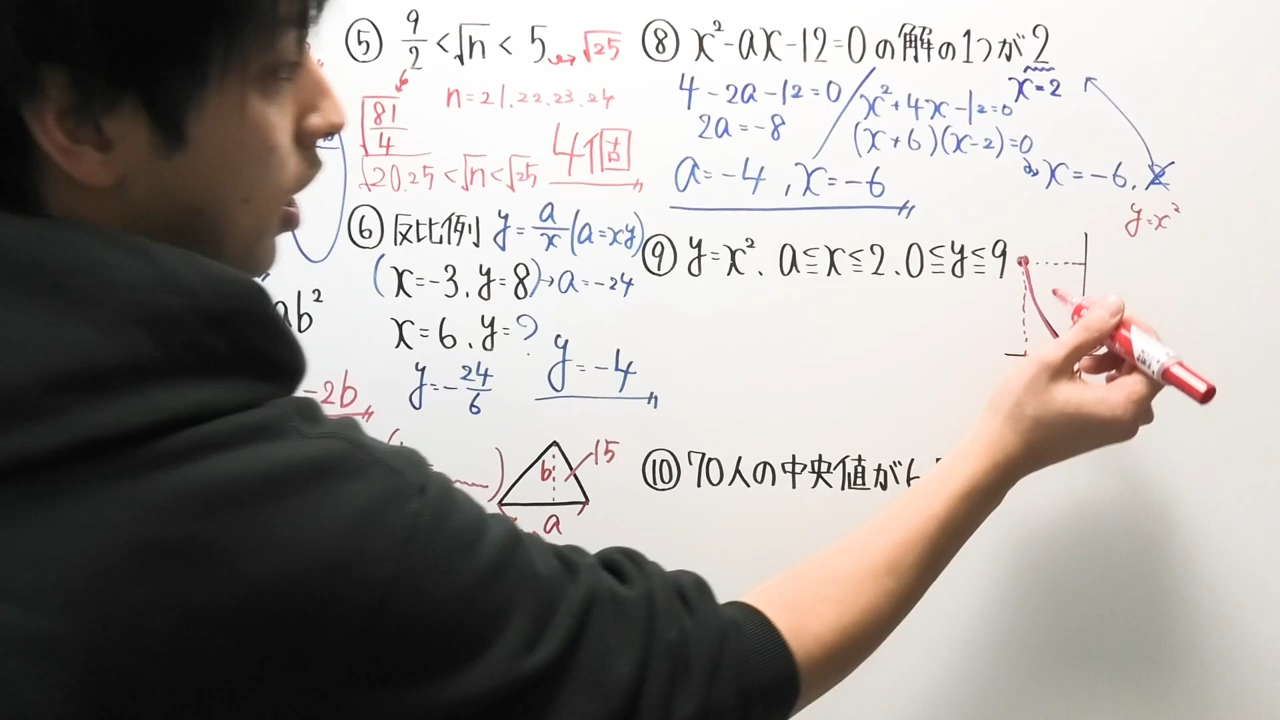 ⑤ 9/2 < √n < 5 → √25
√81/4
n=21.22.23.24
√20.25 < √n < √25
4個
⑥ 反比例 y=a/x (a=xy)
(x=-3.y=8)→a=-24
x=6.y=?
y=-24/6
y=-4
ab²
-2b
b
15
a
⑧ x²-ax-12=0の解の1つが2
x=2
4-2a-12=0
2a=-8
x²+4x-12=0
(x+6)(x-2)=0
x=-6.2
a=-4,x=-6
y=x²
⑨ y=x².a≦x≦2.0≦y≦9
⑩ 70人の中央値が